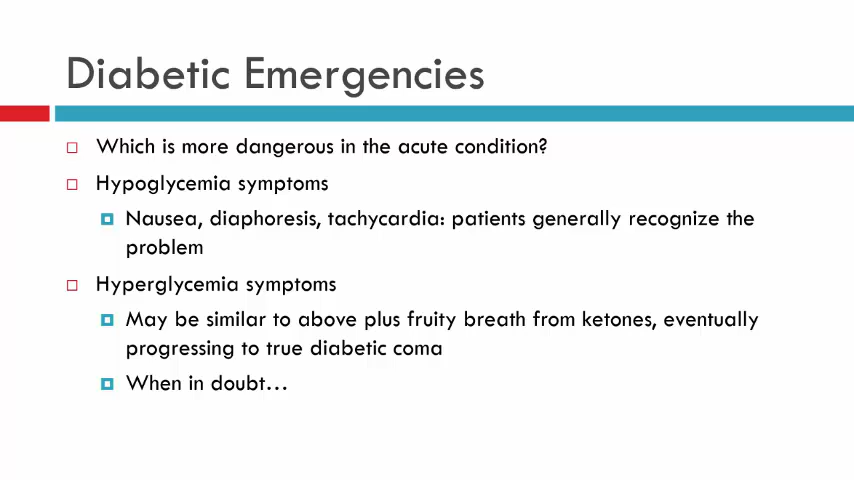 Diabetic Emergencies
Which is more dangerous in the acute condition?
Hypoglycemia symptoms
Nausea, diaphoresis, tachycardia: patients generally recognize the
problem
Hyperglycemia symptoms
May be similar to above plus fruity breath from ketones, eventually
progressing to true diabetic coma
When in doubt…